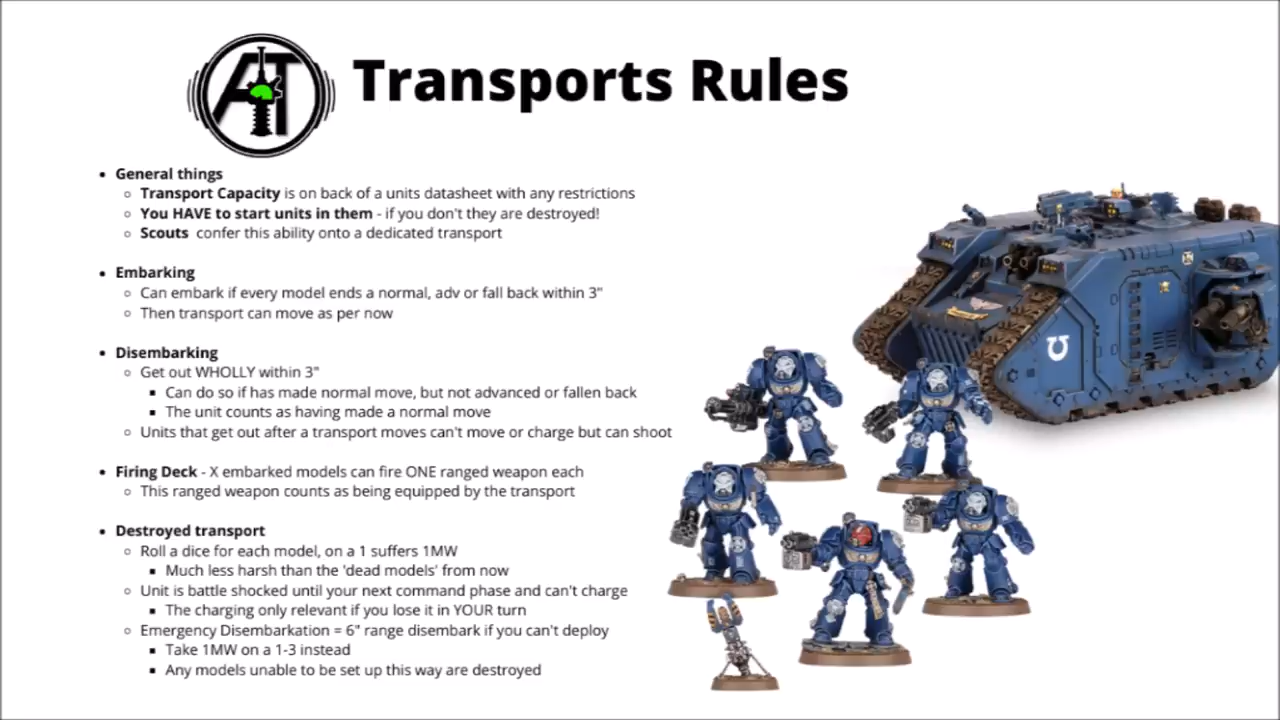 AT
Transports Rules
• General things
○ Transport Capacity is on back of a units datasheet with any restrictions
○ You HAVE to start units in them - if you don't they are destroyed!
○ Scouts confer this ability onto a dedicated transport
• Embarking
○ Can embark if every model ends a normal, adv or fall back within 3"
○ Then transport can move as per now
• Disembarking
○ Get out WHOLLY within 3"
▪ Can do so if has made normal move, but not advanced or fallen back
▪ The unit counts as having made a normal move
○ Units that get out after a transport moves can't move or charge but can shoot
• Firing Deck - X embarked models can fire ONE ranged weapon each
○ This ranged weapon counts as being equipped by the transport
• Destroyed transport
○ Roll a dice for each model, on a 1 suffers 1MW
▪ Much less harsh than the 'dead models' from now
○ Unit is battle shocked until your next command phase and can't charge
▪ The charging only relevant if you lose it in YOUR turn
○ Emergency Disembarkation = 6" range disembark if you can't deploy
▪ Take 1MW on a 1-3 instead
▪ Any models unable to be set up this way are destroyed